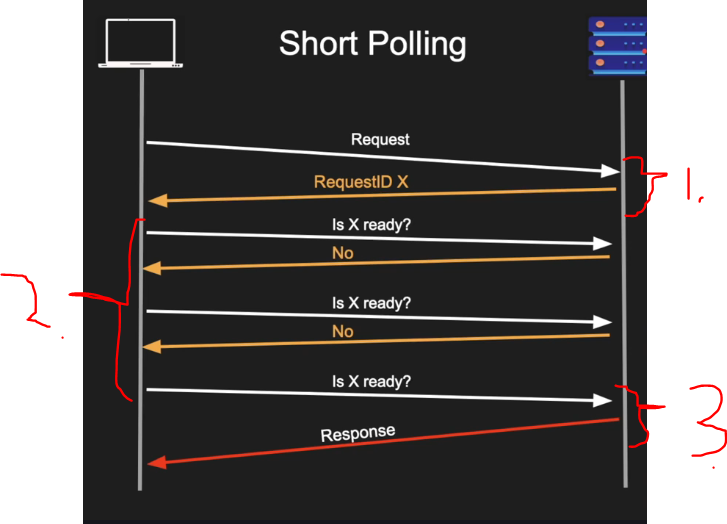 Short Polling
Request
1.
RequestID X
Is X ready?
No
2.
Is X ready?
No
Is X ready?
3.
Response